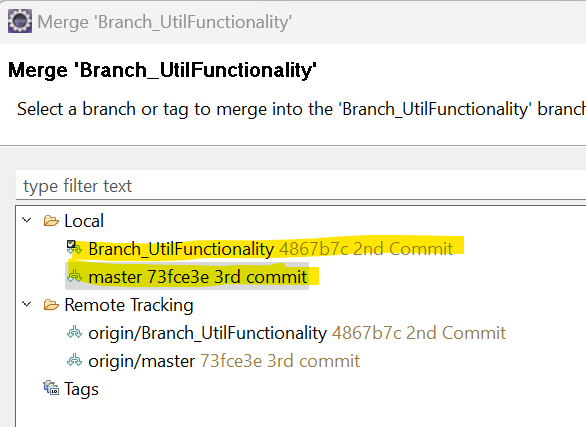 Merge 'Branch_UtilFunctionality'
Merge 'Branch_UtilFunctionality'
Select a branch or tag to merge into the 'Branch_UtilFunctionality' branch
type filter text
Local
Branch_UtilFunctionality 4867b7c 2nd Commit
master 73fce3e 3rd commit
Remote Tracking
origin/Branch_UtilFunctionality 4867b7c 2nd Commit
origin/master 73fce3e 3rd commit
Tags